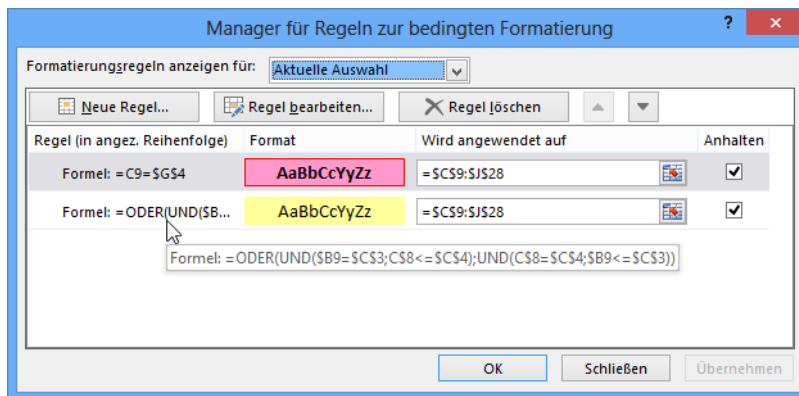 Manager für Regeln zur bedingten Formatierung ?
Formatierungsregeln anzeigen für: Aktuelle Auswahl
Neue Regel... Regel bearbeiten... Regel löschen
Regel (in angez. Reihenfolge) Format Wird angewendet auf Anhalten
Formel: =C9=$G$4 AaBbCcYyZz =$C$9:$J$28
Formel: =ODER(UND($B... AaBbCcYyZz =$C$9:$J$28
Formel: =ODER(UND($B9=$C$3;C$8<=$C$4);UND(C$8=$C$4;$B9<=$C$3))
OK Schließen Übernehmen